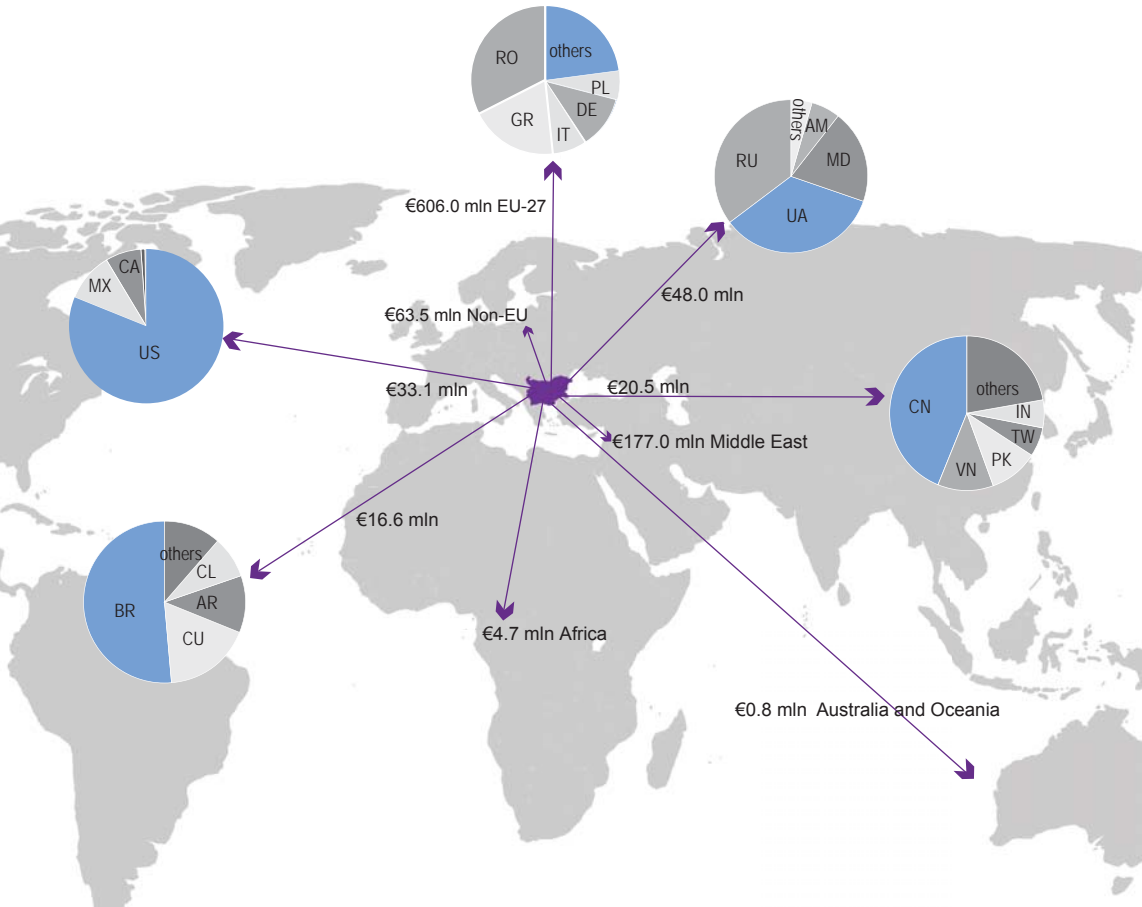 RO
others
PL
DE
GR
IT
others
AM
RU
MD
UA
€606.0 mln EU-27
CA
MX
US
€48.0 mln
€63.5 mln Non-EU
€33.1 mln
€20.5 mln
others
CN
IN
TW
PK
VN
€177.0 mln Middle East
€16.6 mln
others
CL
BR
AR
CU
€4.7 mln Africa
€0.8 mln Australia and Oceania